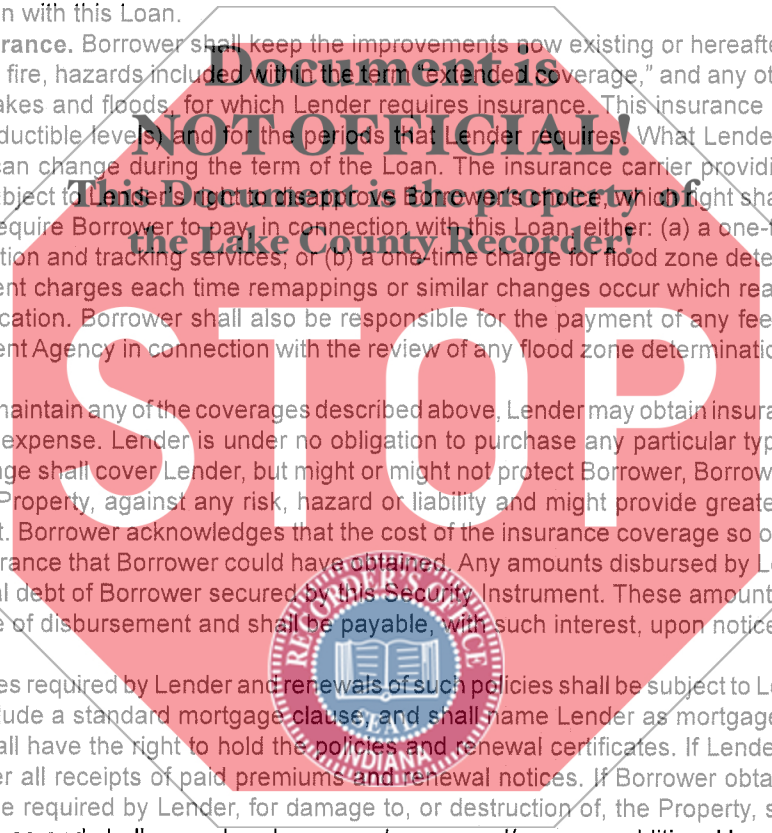 n with this Loan.
rance. Borrower shall keep the improvements now existing or hereafte
Document is
fire, hazards included within the term “extended coverage,” and any ot
akes and floods, for which Lender requires insurance. This insurance
NOT OFFICIAL!
ductible levels) and for the periods that Lender requires. What Lende
can change during the term of the Loan. The insurance carrier providi
This Document is the property of
bject to Lender's right to disapprove Borrower's choice, which right sha
equire Borrower to pay, in connection with this Loan, either: (a) a one-t
the Lake County Recorder!
tion and tracking services; or (b) a one-time charge for flood zone dete
ent charges each time remappings or similar changes occur which rea
cation. Borrower shall also be responsible for the payment of any fee
ent Agency in connection with the review of any flood zone determinatio
STOP
naintain any of the coverages described above, Lender may obtain insura
expense. Lender is under no obligation to purchase any particular typ
ge shall cover Lender, but might or might not protect Borrower, Borrow
Property, against any risk, hazard or liability and might provide greate
t. Borrower acknowledges that the cost of the insurance coverage so o
rance that Borrower could have obtained. Any amounts disbursed by Le
l debt of Borrower secured by this Security Instrument. These amount
e of disbursement and shall be payable, with such interest, upon notice
RECORDER'S OFFICE
SEAL
INDIANA
es required by Lender and renewals of such policies shall be subject to Le
ude a standard mortgage clause, and shall name Lender as mortgage
all have the right to hold the policies and renewal certificates. If Lende
er all receipts of paid premiums and renewal notices. If Borrower obta
e required by Lender, for damage to, or destruction of, the Property, s